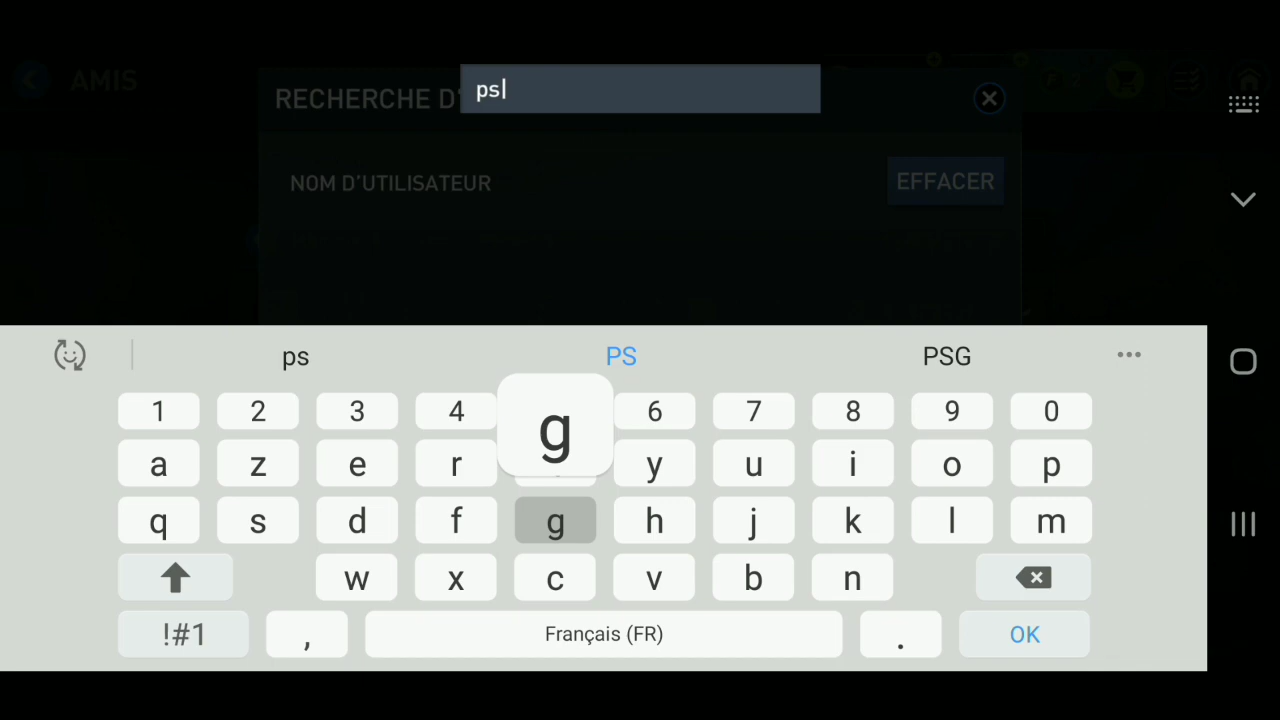 AMIS
RECHERCHE D'
ps
NOM D'UTILISATEUR
EFFACER
ps PS PSG
1 2 3 4 6 7 8 9 0
g
a z e r y u i o p
q s d f g h j k l m
w x c v b n
!#1 , Français (FR) . OK